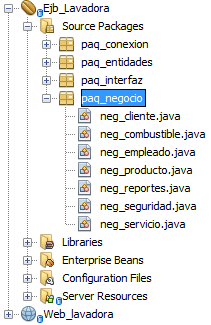 Ejb_Lavadora
Source Packages
paq_conexion
paq_entidades
paq_interfaz
paq_negocio
neg_cliente.java
neg_combustible.java
neg_empleado.java
neg_producto.java
neg_reportes.java
neg_seguridad.java
neg_servicio.java
Libraries
Enterprise Beans
Configuration Files
Server Resources
Web_lavadora